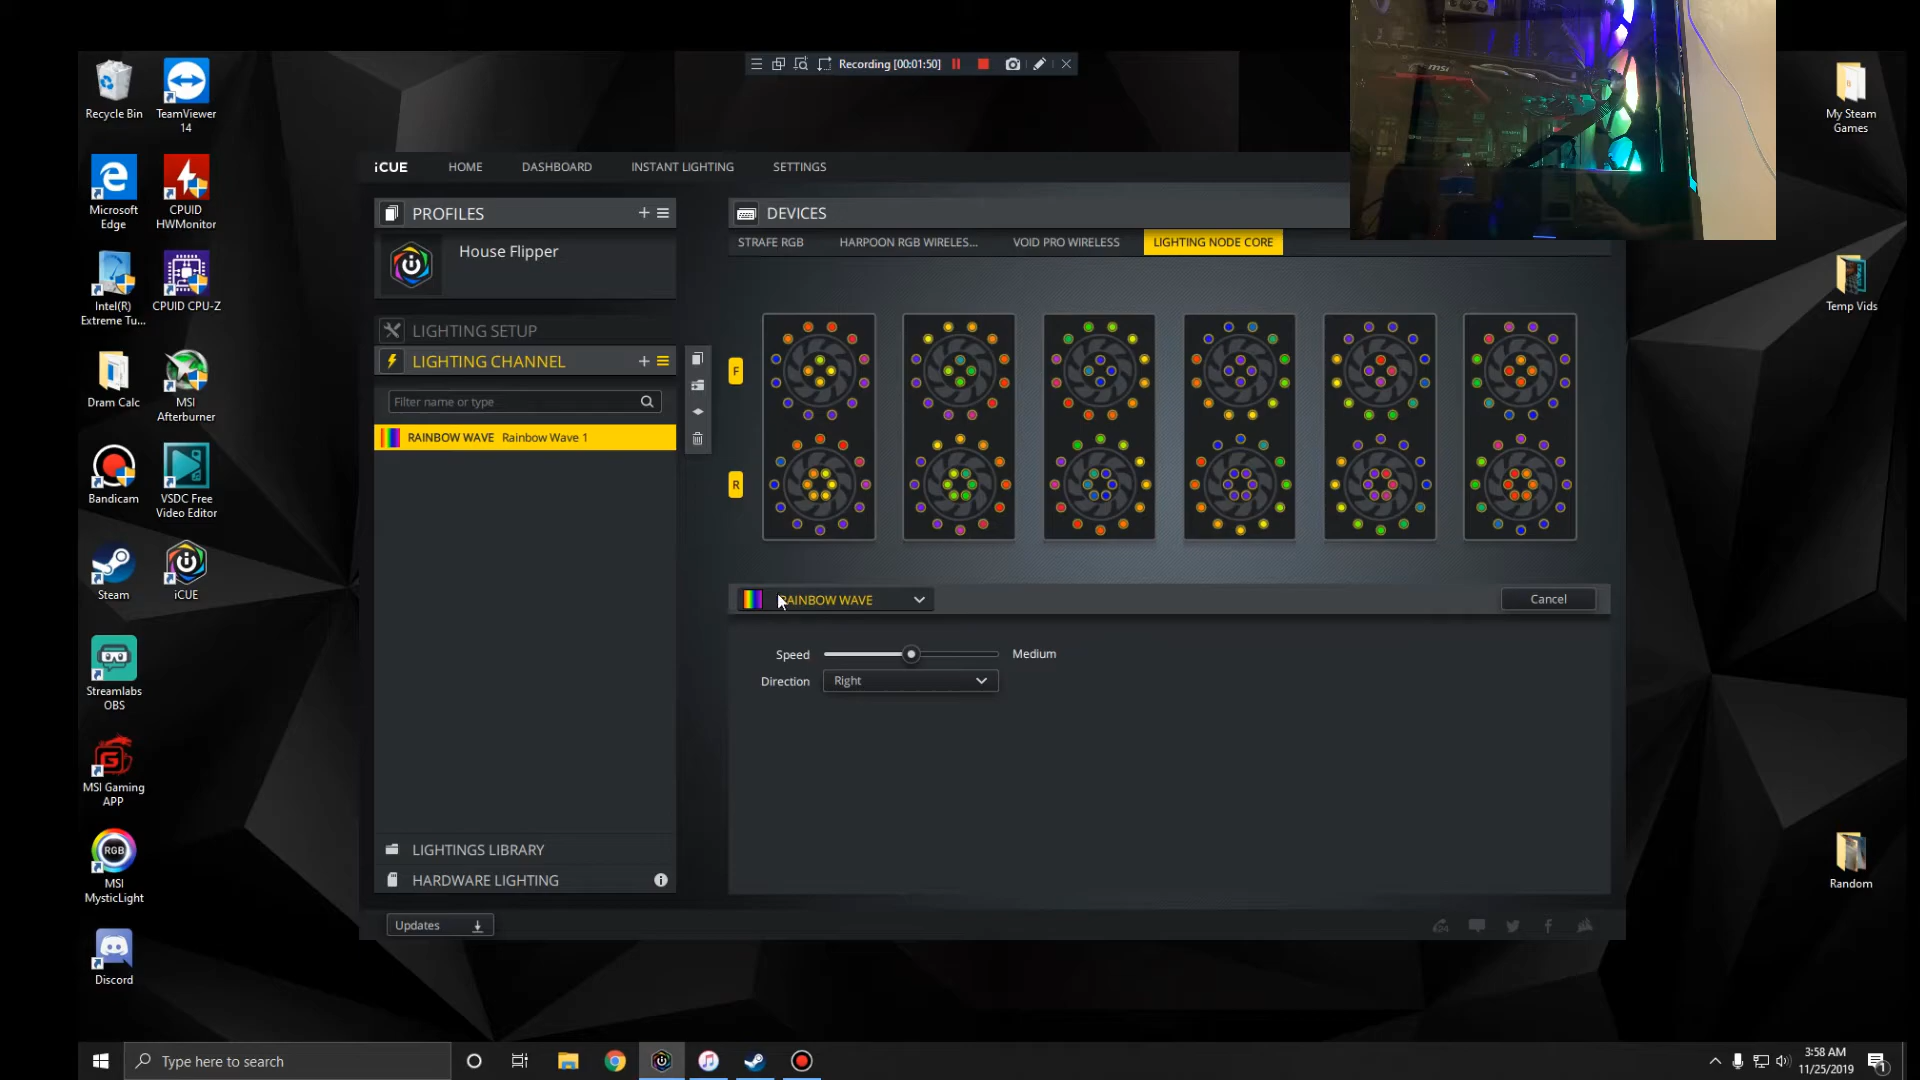 Recording [00:01:50]
msi
Recycle Bin
TeamViewer
14
Microsoft
Edge
CPUID
HWMonitor
Intel(R)
Extreme Tu...
CPUID CPU-Z
Dram Calc
MSI
Afterburner
Bandicam
VSDC Free
Video Editor
Steam
iCUE
Streamlabs
OBS
MSI Gaming
APP
RGB
MSI
MysticLight
Discord
My Steam
Games
Temp Vids
Random
iCUE
HOME
DASHBOARD
INSTANT LIGHTING
SETTINGS
PROFILES
House Flipper
LIGHTING SETUP
LIGHTING CHANNEL
Filter name or type
RAINBOW WAVE Rainbow Wave 1
LIGHTINGS LIBRARY
HARDWARE LIGHTING
Updates
DEVICES
STRAFE RGB
HARPOON RGB WIRELES...
VOID PRO WIRELESS
LIGHTING NODE CORE
F
R
RAINBOW WAVE
Cancel
Speed
Medium
Direction
Right
Type here to search
3:58 AM
11/25/2019
1